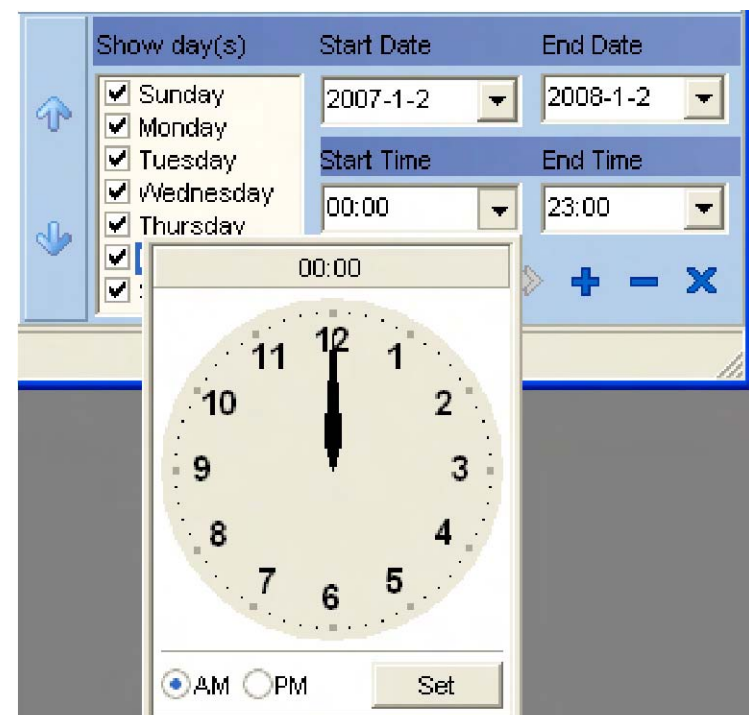 Show day(s)
Start Date
End Date
Sunday
2007-1-2
2008-1-2
Monday
Tuesday
Start Time
End Time
Wednesday
00:00
23:00
Thursday
00:00
12
11
1
10
2
9
3
8
4
7
5
6
AM
PM
Set